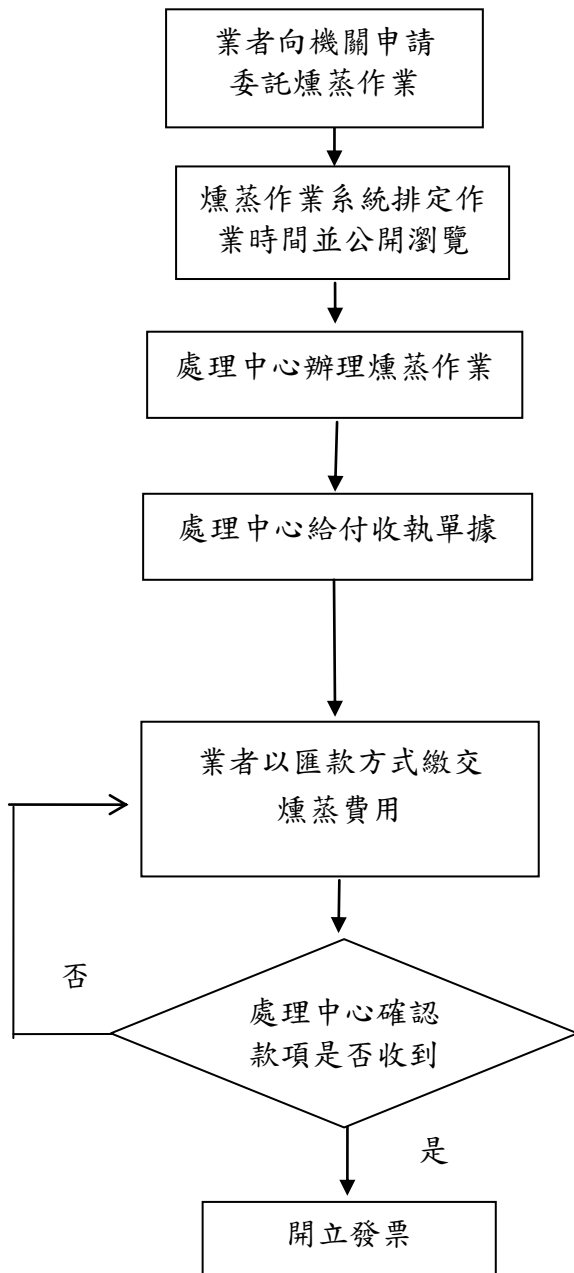 業者向機關申請
委託燻蒸作業
燻蒸作業系統排定作
業時間並公開瀏覽
處理中心辦理燻蒸作業
處理中心給付收執單據
業者以匯款方式繳交
燻蒸費用
否
處理中心確認
款項是否收到
是
開立發票